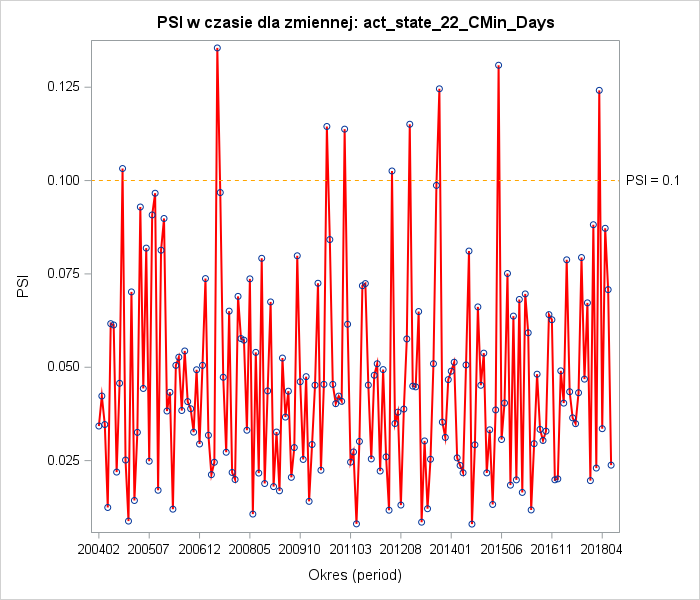 PSI w czasie dla zmiennej: act_state_22_CMin_Days
0.125
0.100
0.075
0.050
0.025
PSI
PSI = 0.1
200402 200507 200612 200805 200910 201103 201208 201401 201506 201611 201804
Okres (period)